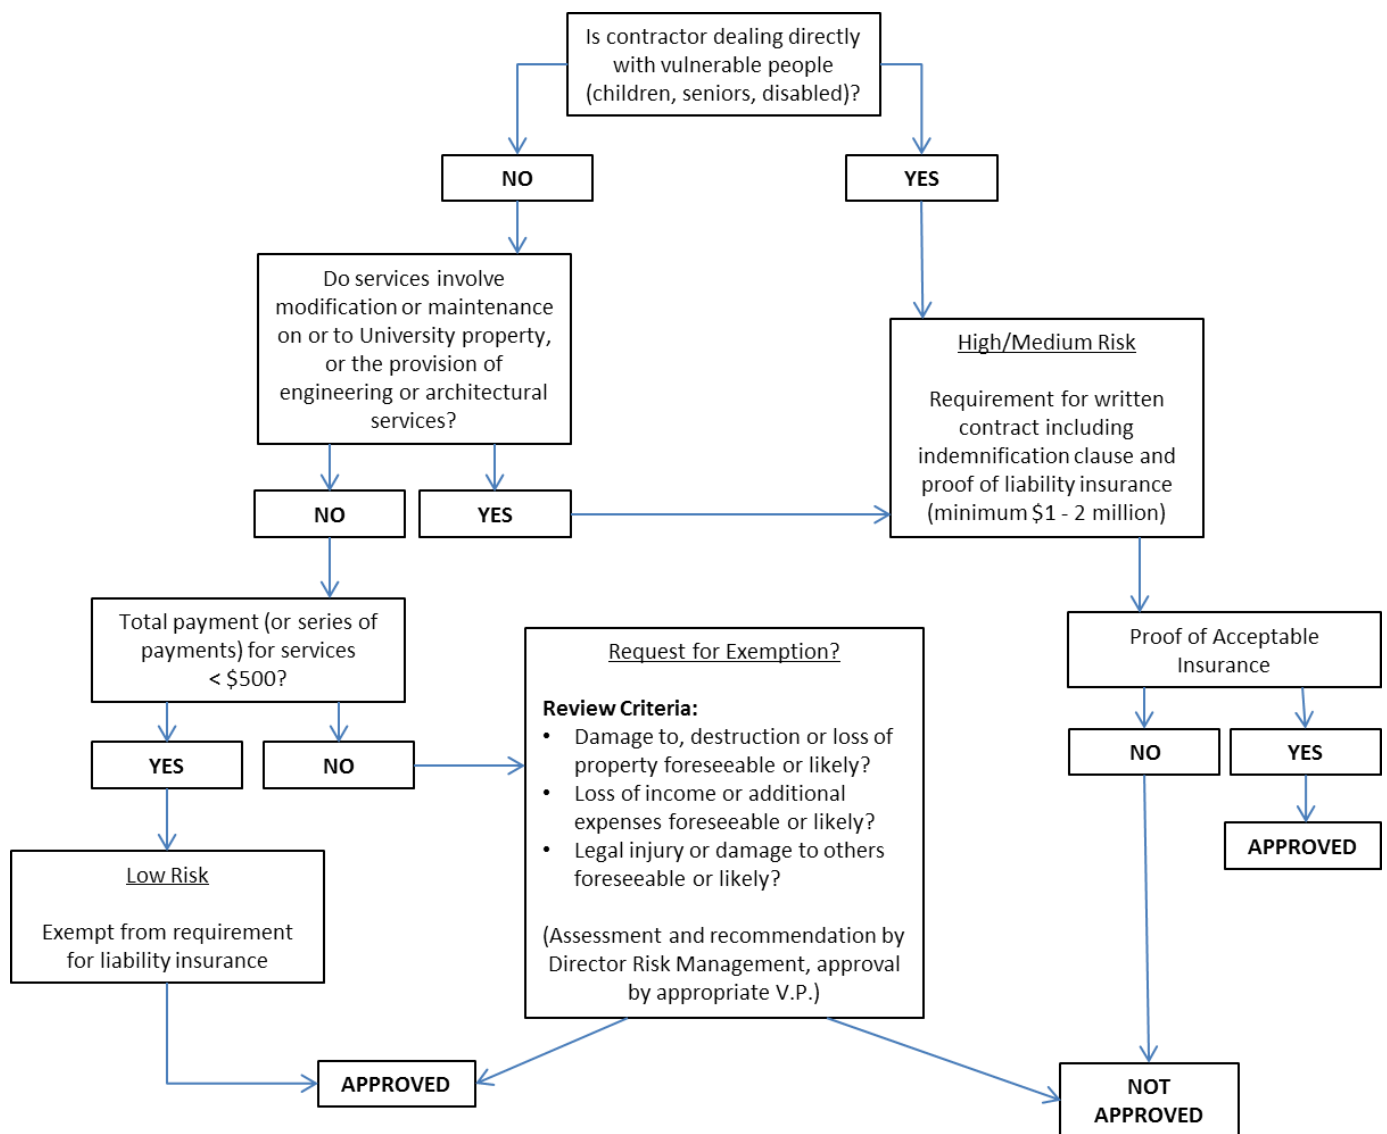 Is contractor dealing directly
with vulnerable people
(children, seniors, disabled)?
NO
YES
Do services involve
modification or maintenance
on or to University property,
or the provision of
engineering or architectural
services?
High/Medium Risk
Requirement for written
contract including
indemnification clause and
proof of liability insurance
(minimum $1 - 2 million)
NO
YES
Total payment (or series of
payments) for services
< $500?
Request for Exemption?
Review Criteria:
• Damage to, destruction or loss of
property foreseeable or likely?
• Loss of income or additional
expenses foreseeable or likely?
• Legal injury or damage to others
foreseeable or likely?
(Assessment and recommendation by
Director Risk Management, approval
by appropriate V.P.)
Proof of Acceptable
Insurance
YES
NO
NO
YES
APPROVED
Low Risk
Exempt from requirement
for liability insurance
APPROVED
NOT
APPROVED